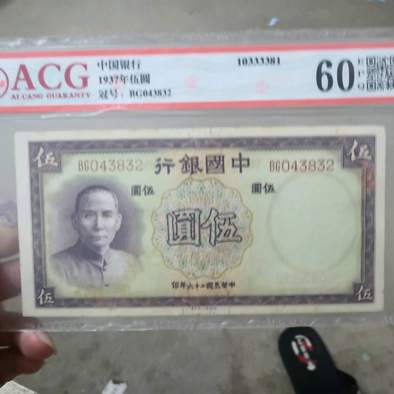 ACG
AI CANG GUARANTY
中国银行
1937年伍圆
冠号：BG043832
10333381
60
E
P
Q
伍
BG043832
行銀國中
BG043832
伍
圓伍
伍圓
圓伍
印年六十二國民華中
伍
伍